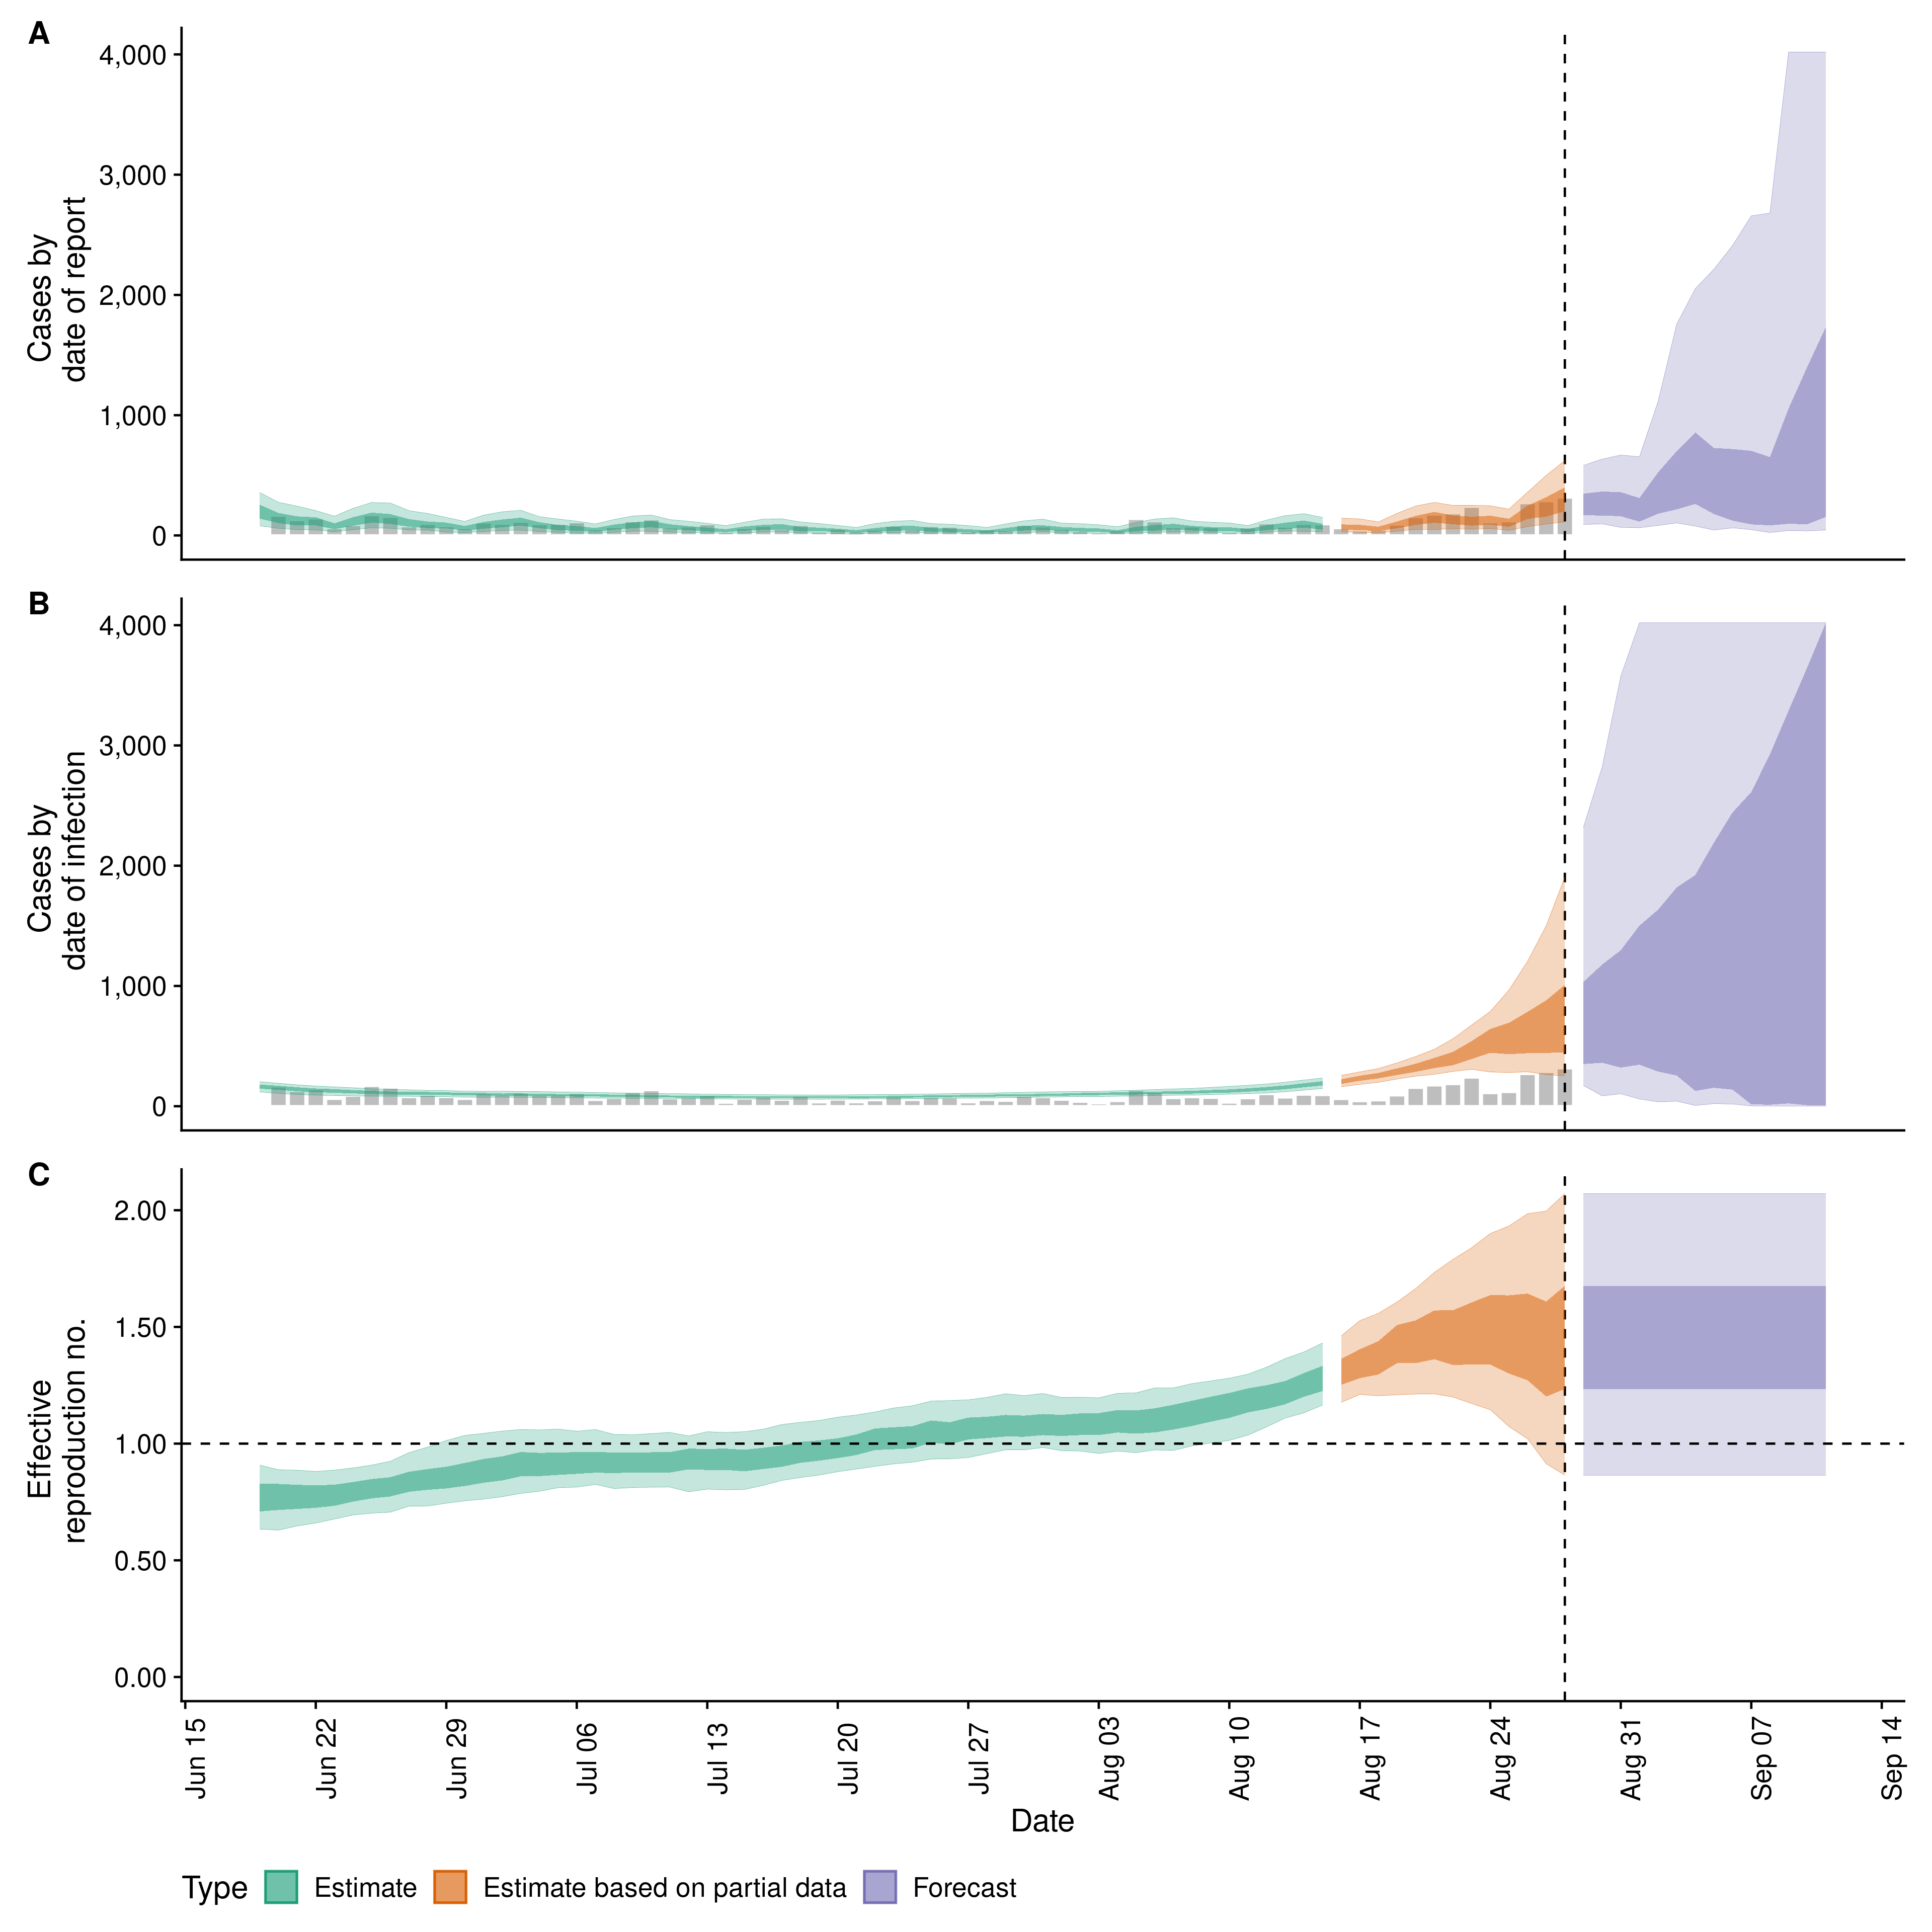 A
4,000
3,000
2,000
1,000
0
Cases by
date of report
B
4,000
3,000
2,000
1,000
0
Cases by
date of infection
C
2.00
1.50
1.00
0.50
0.00
Effective
reproduction no.
Jun 15
Jun 22
Jun 29
Jul 06
Jul 13
Jul 20
Jul 27
Aug 03
Aug 10
Aug 17
Aug 24
Aug 31
Sep 07
Sep 14
Date
Type Estimate Estimate based on partial data Forecast